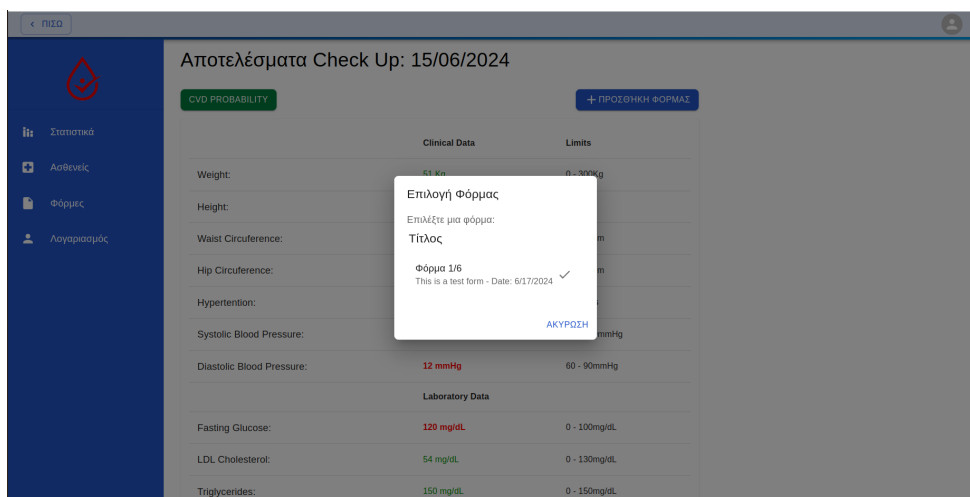 ΠΙΣΩ
Αποτελέσματα Check Up: 15/06/2024
CVD PROBABILITY
ΠΡΟΣΘΉΚΗ ΦΟΡΜΑΣ
Στατιστικά
Ασθενείς
Φόρμες
Λογαριασμός
Clinical Data Limits
Weight: 51 Kg 0 - 300Kg
Height:
Waist Circuference: m
Hip Circuference: m
Hypertention:
Systolic Blood Pressure: mmHg
Diastolic Blood Pressure: 12 mmHg 60 - 90mmHg
Laboratory Data
Fasting Glucose: 120 mg/dL 0 - 100mg/dL
LDL Cholesterol: 54 mg/dL 0 - 130mg/dL
Triglycerides: 150 mg/dL 0 - 150mg/dL
Επιλογή Φόρμας
Επιλέξτε μια φόρμα:
Τίτλος
Φόρμα 1/6
This is a test form - Date: 6/17/2024
ΑΚΥΡΩΣΗ